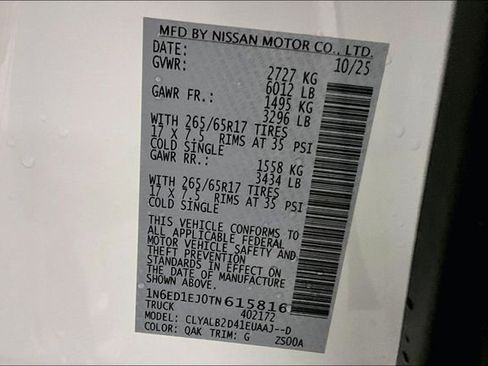 MFD BY NISSAN MOTOR CO., LTD.
DATE: 10/25
GVWR: 2727 KG
6012 LB
GAWR FR.: 1495 KG
3296 LB
WITH 265/65R17 TIRES
17 X 7.5 RIMS AT 35 PSI
COLD SINGLE
GAWR RR.: 1558 KG
3434 LB
WITH 265/65R17 TIRES
17 X 7.5 RIMS AT 35 PSI
COLD SINGLE
THIS VEHICLE CONFORMS TO
ALL APPLICABLE FEDERAL
MOTOR VEHICLE SAFETY AND
THEFT PREVENTION
STANDARDS IN EFFECT ON
THE DATE OF MANUFACTURE
SHOWN ABOVE.
1N6ED1EJ0TN615816
TRUCK 402172
MODEL: CLYALB2D41EUAAJ--D
COLOR: QAK TRIM: G ZS00A